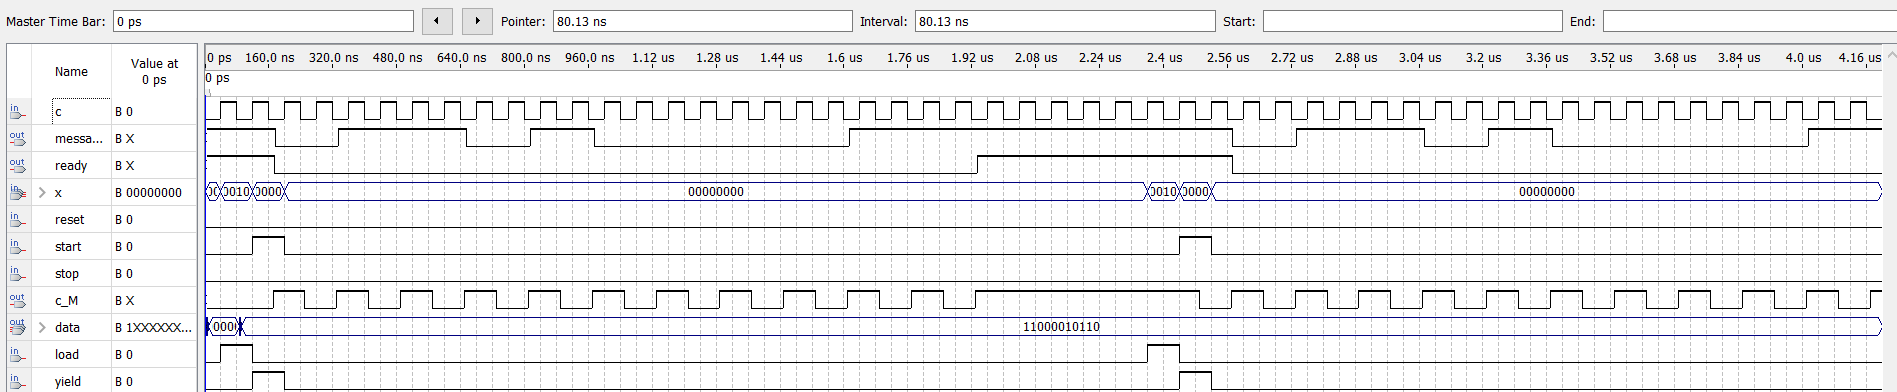 Master Time Bar: 0 ps Pointer: 80.13 ns Interval: 80.13 ns Start: End:
Name Value at 0 ps
0 ps 160.0 ns 320.0 ns 480.0 ns 640.0 ns 800.0 ns 960.0 ns 1.12 us 1.28 us 1.44 us 1.6 us 1.76 us 1.92 us 2.08 us 2.24 us 2.4 us 2.56 us 2.72 us 2.88 us 3.04 us 3.2 us 3.36 us 3.52 us 3.68 us 3.84 us 4.0 us 4.16 us
0 ps
in c B 0
out messa... B X
out ready B X
in x B 00000000 0010 0000 00000000 0010 0000 00000000
in reset B 0
in start B 0
in stop B 0
out c_M B X
out data B 1XXXXXX... 000 11000010110
in load B 0
in yield B 0